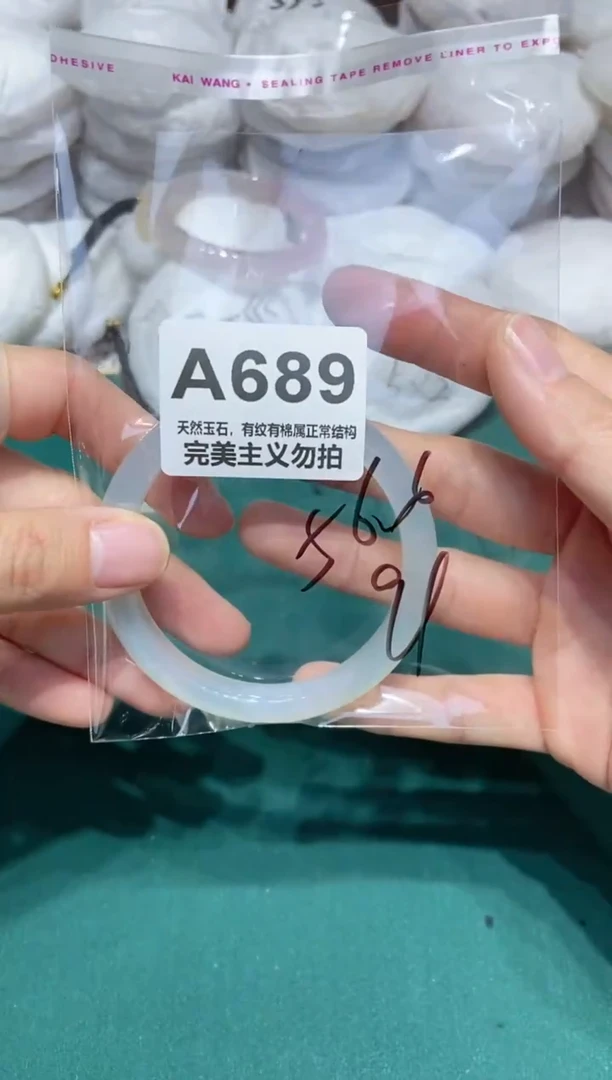 DHESIVE KAI WANG • SEALING TAPE REMOVE LINER TO EXP
A689
天然玉石，有纹有棉属正常结构
完美主义勿拍